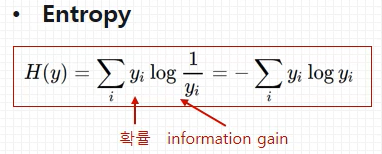 • Entropy
H(y) = ∑_i y_i log 1/y_i = − ∑_i y_i log y_i
확률 information gain